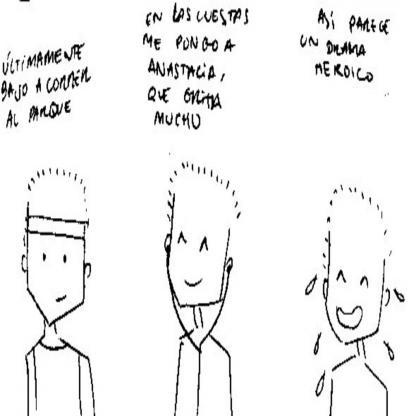 ÚLTIMAMENTE
BAJO A CORRER
AL PARQUE
EN LAS CUESTAS
ME PONGO A
ANASTACIA,
QUE GRITA
MUCHO
ASÍ PARECE
UN DRAMA
HEROICO